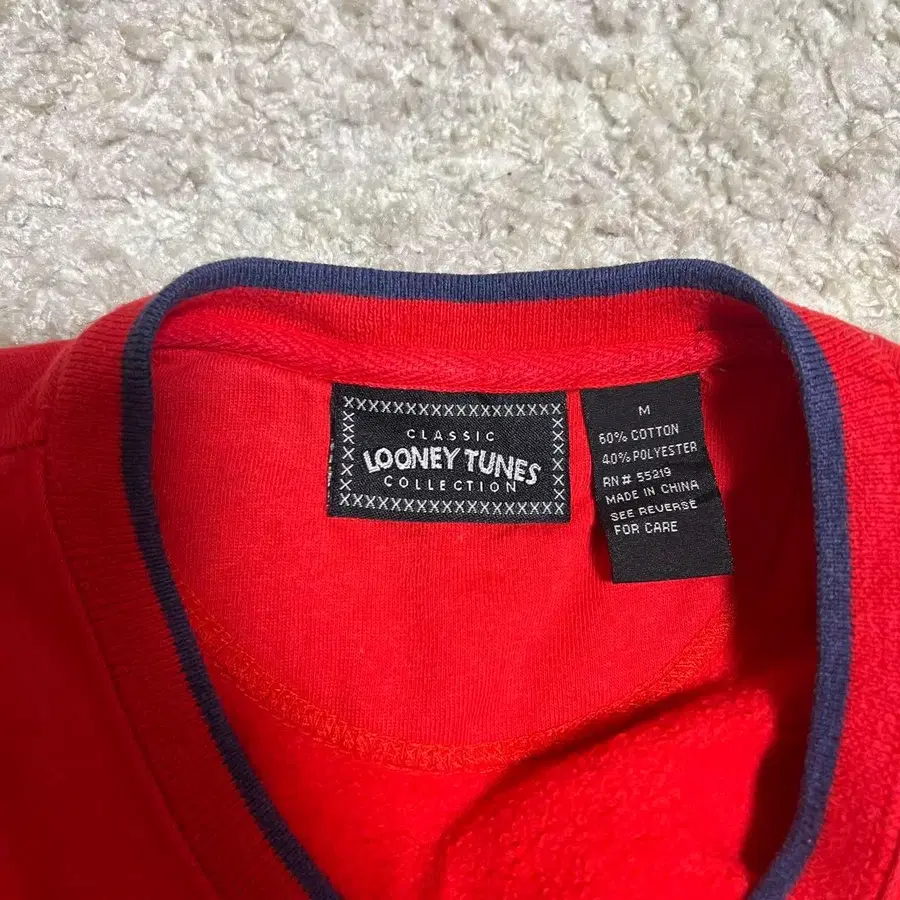 CLASSIC
LOONEY TUNES
COLLECTION
M
60% COTTON
40% POLYESTER
RN# 55219
MADE IN CHINA
SEE REVERSE
FOR CARE